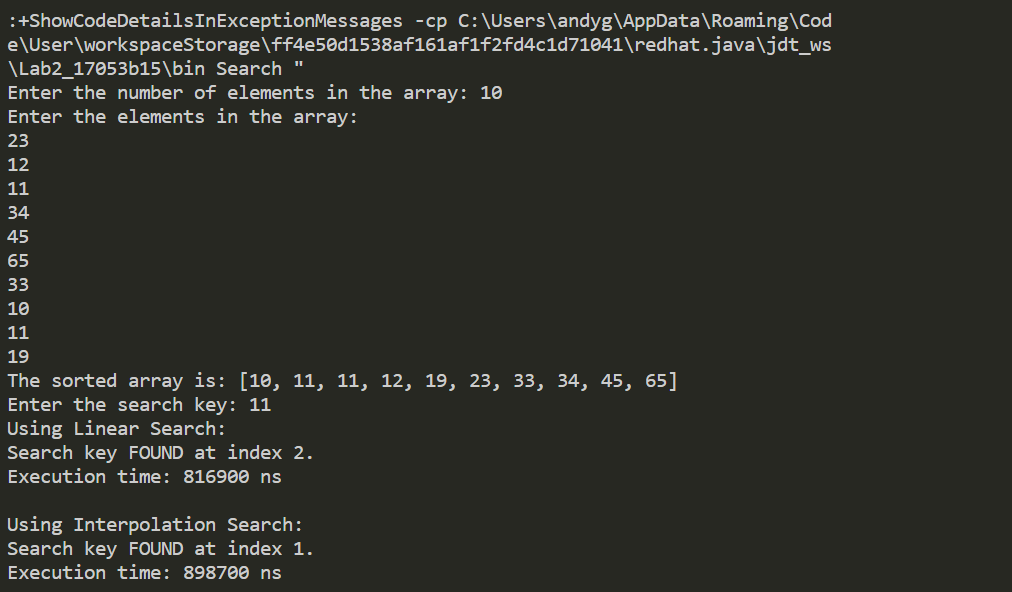 :+ShowCodeDetailsInExceptionMessages -cp C:\Users\andyg\AppData\Roaming\Cod
e\User\workspaceStorage\ff4e50d1538af161af1f2fd4c1d71041\redhat.java\jdt_ws
\Lab2_17053b15\bin Search "
Enter the number of elements in the array: 10
Enter the elements in the array:
23
12
11
34
45
65
33
10
11
19
The sorted array is: [10, 11, 11, 12, 19, 23, 33, 34, 45, 65]
Enter the search key: 11
Using Linear Search:
Search key FOUND at index 2.
Execution time: 816900 ns

Using Interpolation Search:
Search key FOUND at index 1.
Execution time: 898700 ns